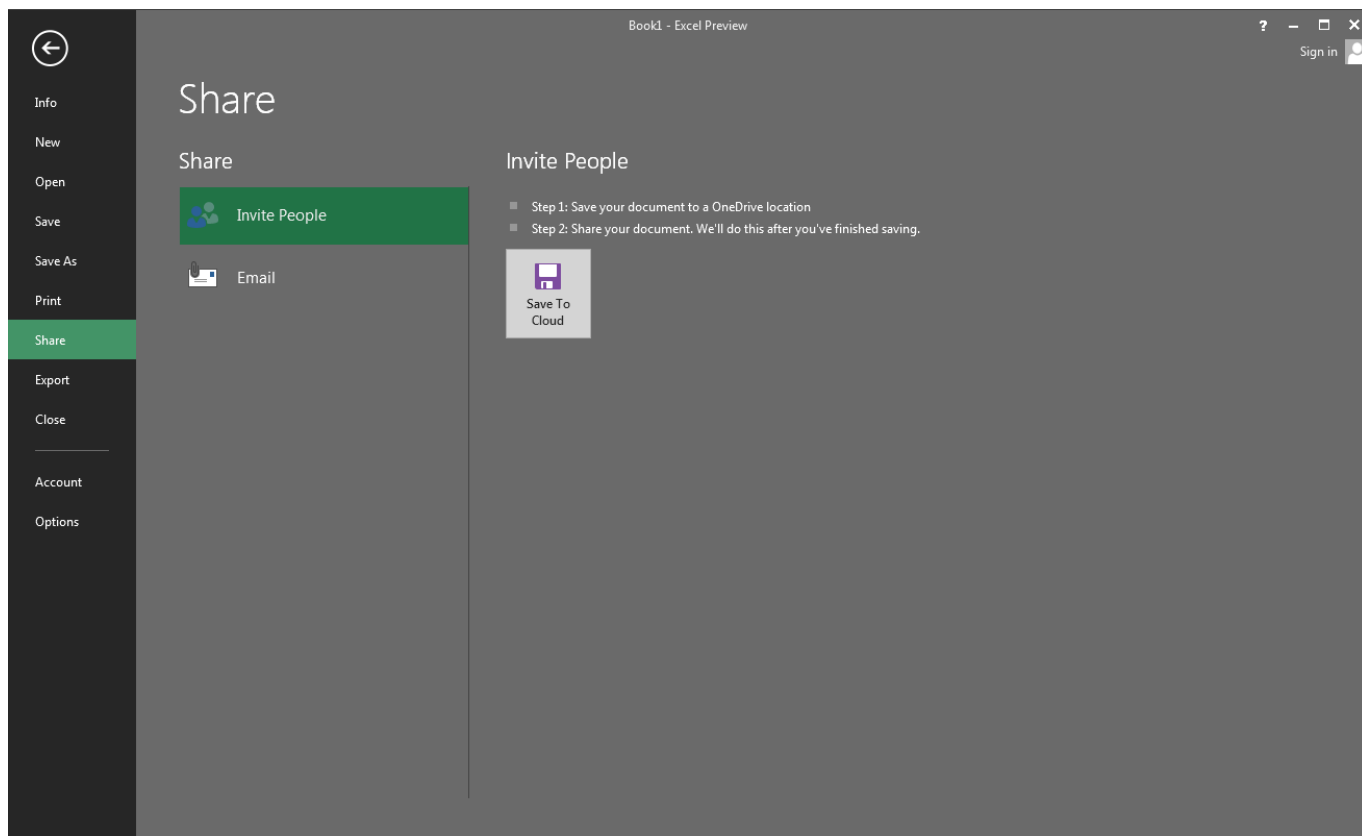 Book1 - Excel Preview
?
Sign in
Info
New
Open
Save
Save As
Print
Share
Export
Close
Account
Options
Share
Share
Invite People
Email
Invite People
Step 1: Save your document to a OneDrive location
Step 2: Share your document. We'll do this after you've finished saving.
Save To
Cloud